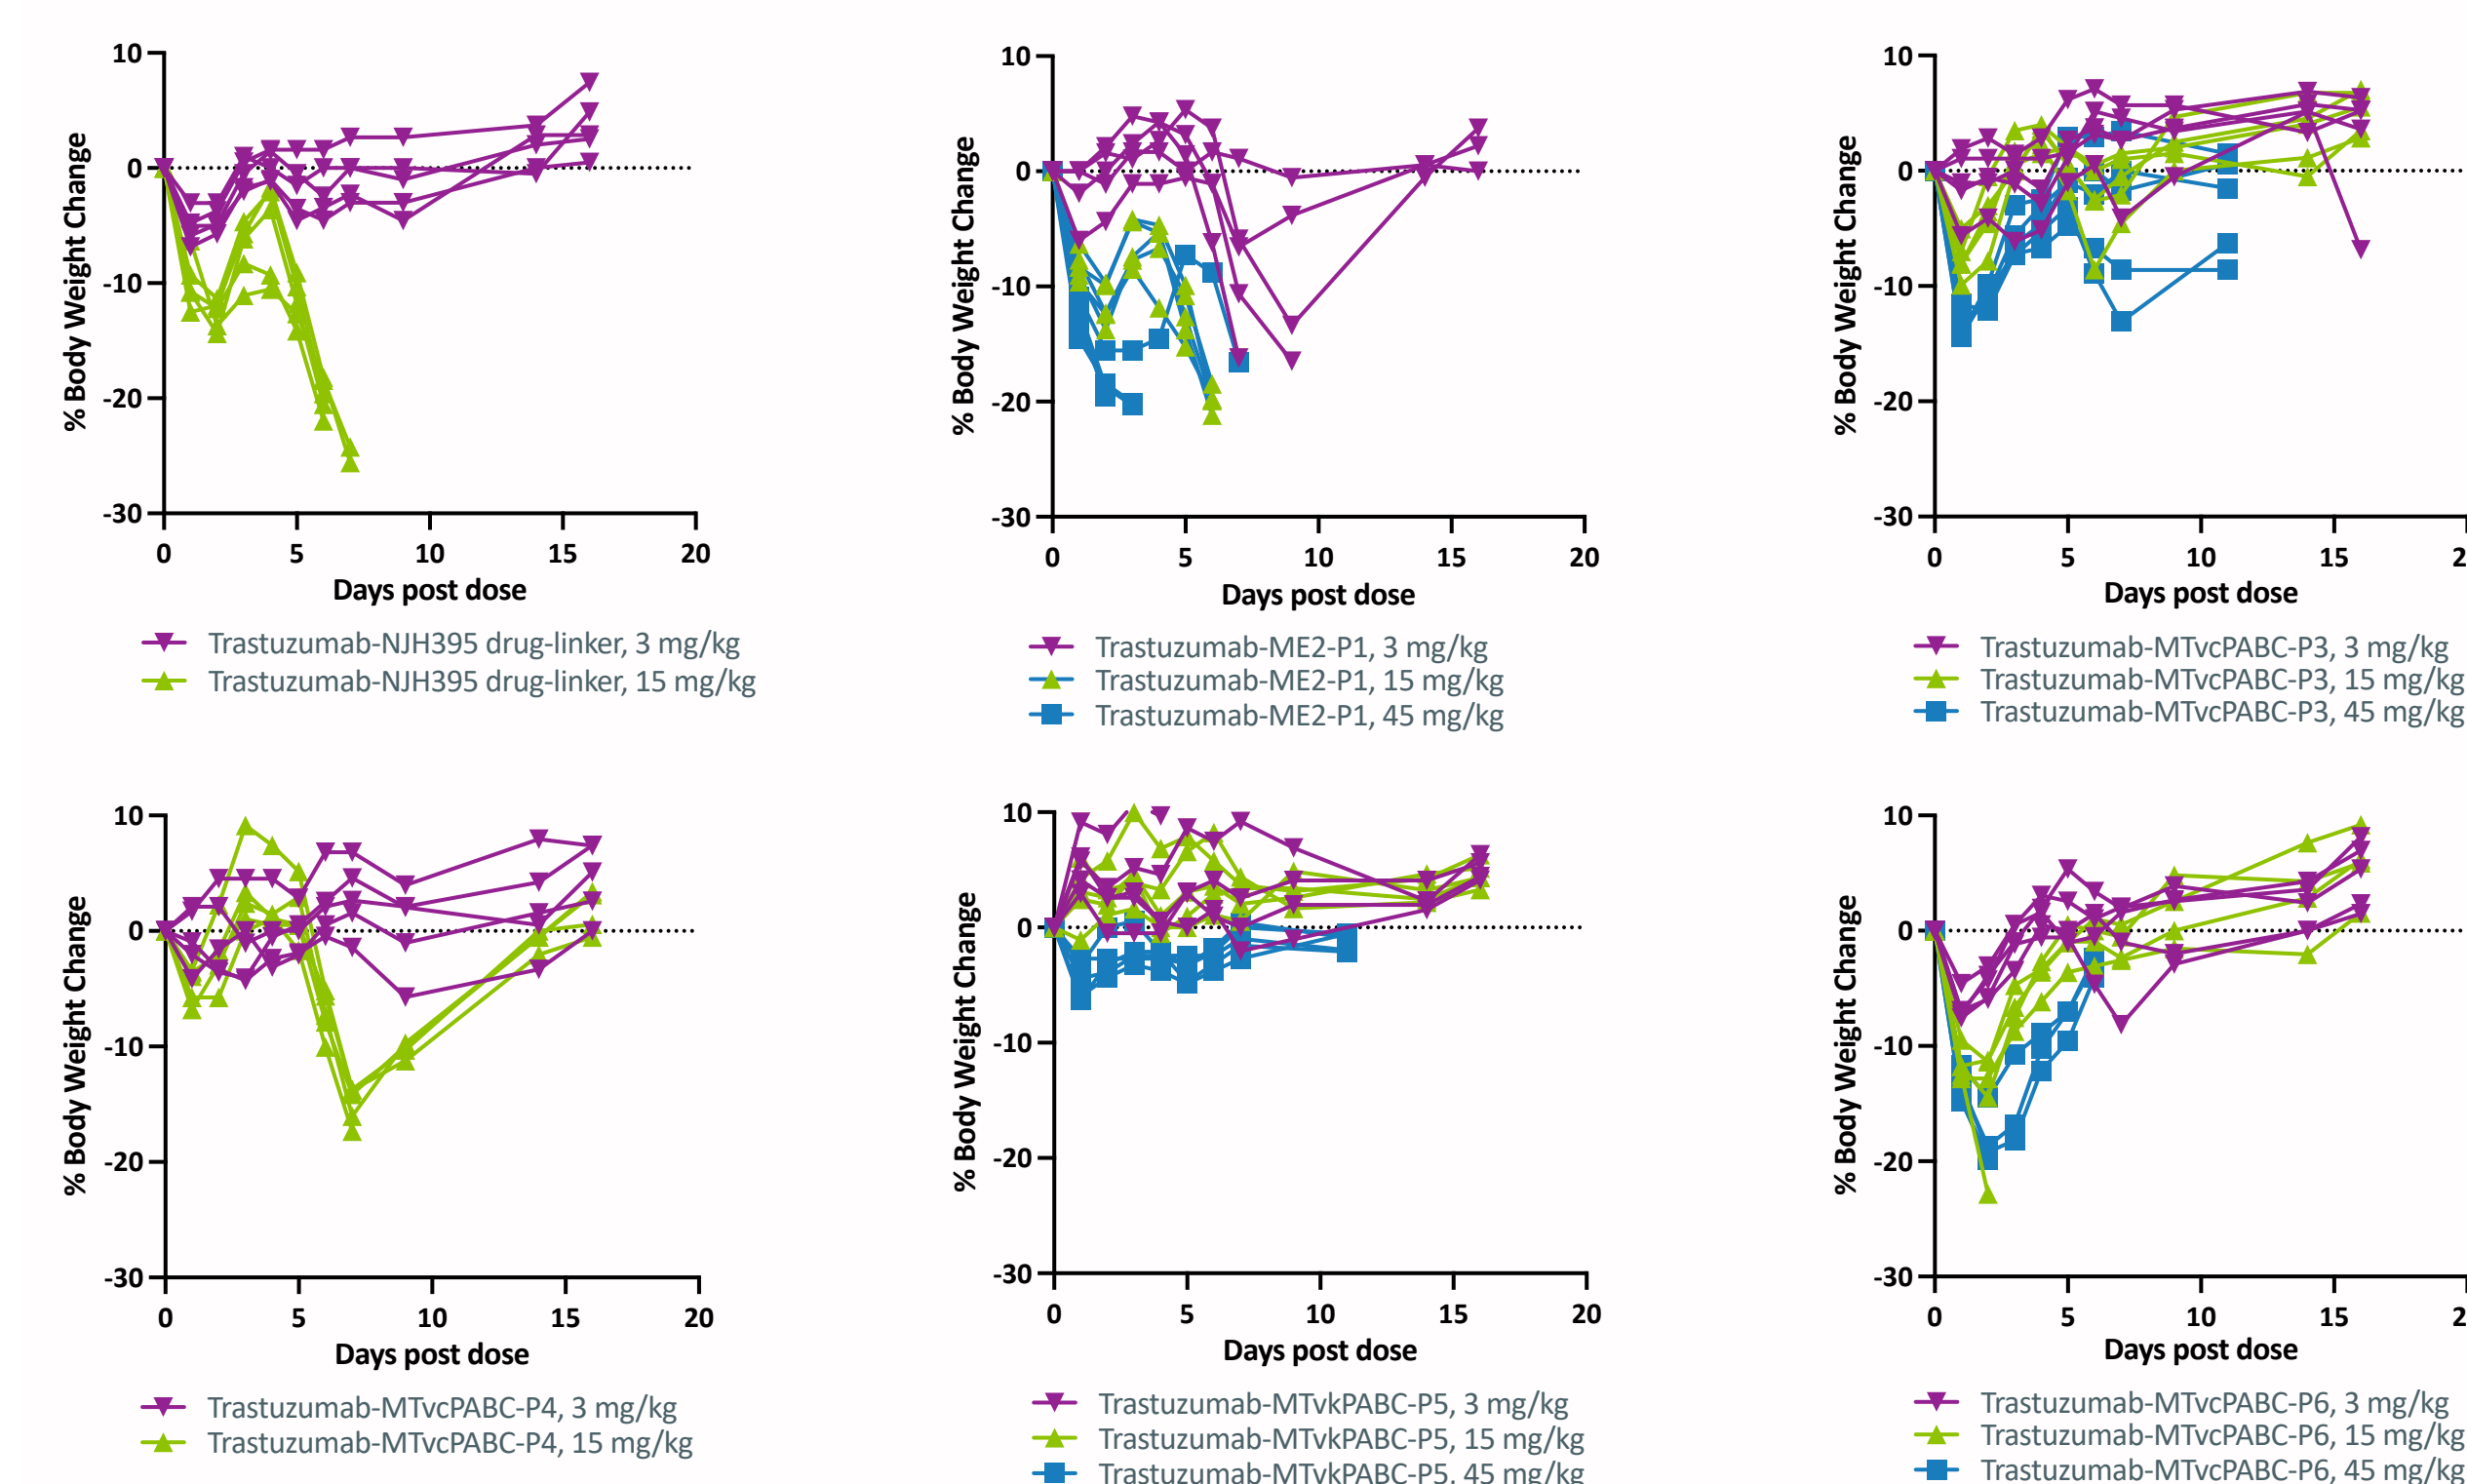 10
0
-10
-20
-30
% Body Weight Change
0 5 10 15 20
Days post dose
Trastuzumab-NJH395 drug-linker, 3 mg/kg
Trastuzumab-NJH395 drug-linker, 15 mg/kg
10
0
-10
-20
-30
% Body Weight Change
0 5 10 15 20
Days post dose
Trastuzumab-ME2-P1, 3 mg/kg
Trastuzumab-ME2-P1, 15 mg/kg
Trastuzumab-ME2-P1, 45 mg/kg
10
0
-10
-20
-30
% Body Weight Change
0 5 10 15 2
Days post dose
Trastuzumab-MTvcPABC-P3, 3 mg/kg
Trastuzumab-MTvcPABC-P3, 15 mg/kg
Trastuzumab-MTvcPABC-P3, 45 mg/kg
10
0
-10
-20
-30
% Body Weight Change
0 5 10 15 20
Days post dose
Trastuzumab-MTvcPABC-P4, 3 mg/kg
Trastuzumab-MTvcPABC-P4, 15 mg/kg
10
0
-10
-20
-30
% Body Weight Change
0 5 10 15 20
Days post dose
Trastuzumab-MTvkPABC-P5, 3 mg/kg
Trastuzumab-MTvkPABC-P5, 15 mg/kg
Trastuzumab-MTvkPABC-P5, 45 mg/kg
10
0
-10
-20
-30
% Body Weight Change
0 5 10 15 2
Days post dose
Trastuzumab-MTvcPABC-P6, 3 mg/kg
Trastuzumab-MTvcPABC-P6, 15 mg/kg
Trastuzumab-MTvcPABC-P6, 45 mg/kg